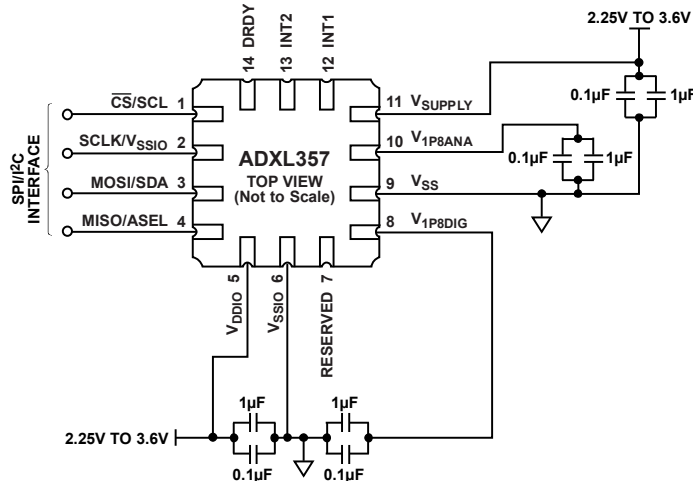 2.25V TO 3.6V
14 DRDY
13 INT2
12 INT1
CS/SCL 1
SCLK/VSSIO 2
MOSI/SDA 3
MISO/ASEL 4
SPI/I²C
INTERFACE
ADXL357
TOP VIEW
(Not to Scale)
11 VSUPPLY
10 V1P8ANA
9 VSS
8 V1P8DIG
0.1µF
1µF
0.1µF
1µF
VDDIO 5
VSSIO 6
RESERVED 7
1µF
1µF
2.25V TO 3.6V
0.1µF
0.1µF